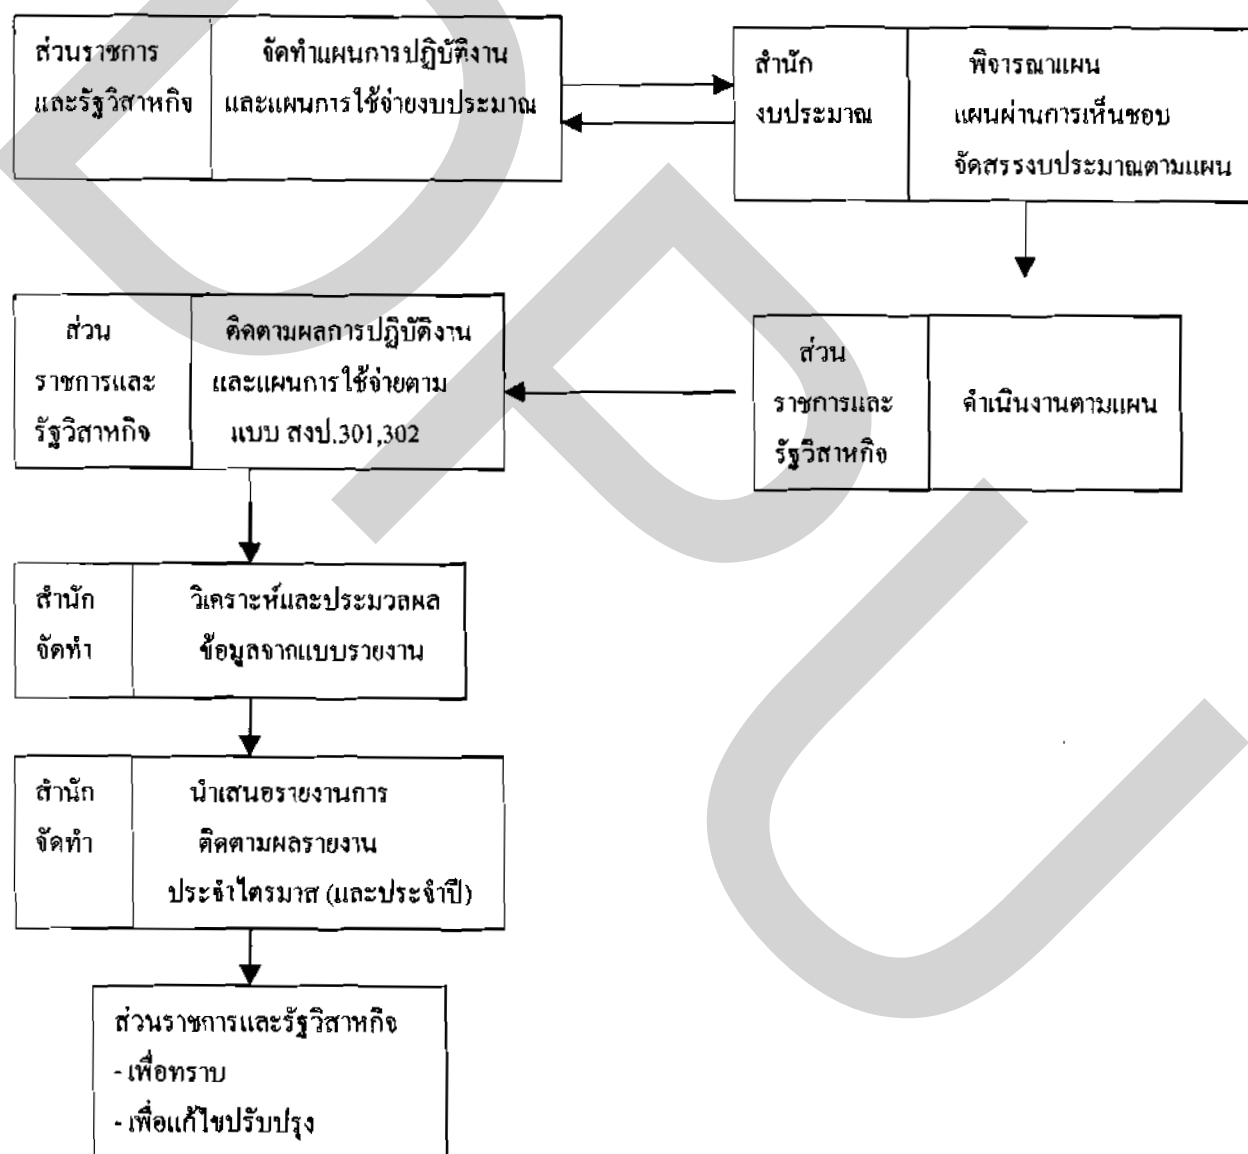 ส่วนราชการ
และรัฐวิสาหกิจ
จัดทำแผนการปฏิบัติงาน
และแผนการใช้จ่ายงบประมาณ
สำนัก
งบประมาณ
พิจารณาแผน
แผนผ่านการเห็นชอบ
จัดสรรงบประมาณตามแผน
ส่วน
ราชการและ
รัฐวิสาหกิจ
ติดตามผลการปฏิบัติงาน
และแผนการใช้จ่ายตาม
แบบ สงป.301,302
ส่วน
ราชการและ
รัฐวิสาหกิจ
ดำเนินงานตามแผน
สำนัก
จัดทำ
วิเคราะห์และประมวลผล
ข้อมูลจากแบบรายงาน
สำนัก
จัดทำ
นำเสนอรายงานการ
ติดตามผลรายงาน
ประจำไตรมาส (และประจำปี)
ส่วนราชการและรัฐวิสาหกิจ
- เพื่อทราบ
- เพื่อแก้ไขปรับปรุง
DPU